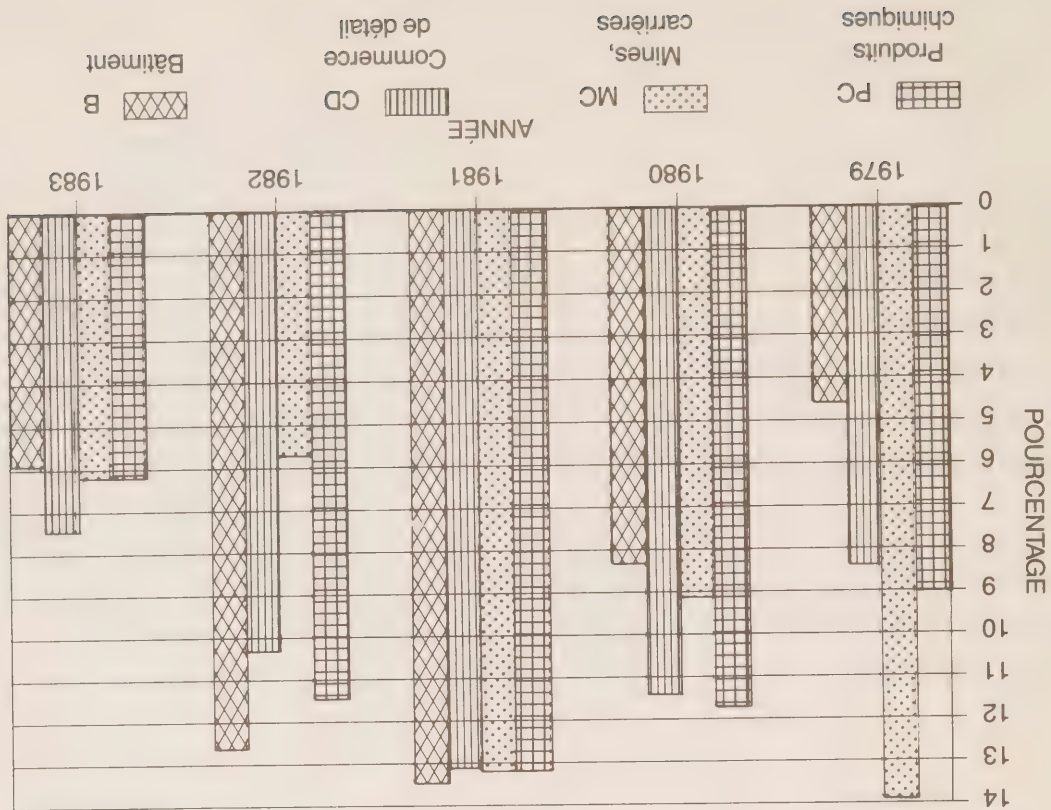 POURCENTAGE
14
13
12
11
10
9
8
7
6
5
4
3
2
1
0
1979 1980 1981 1982 1983
ANNÉE
PC
Produits
chimiques
MC
Mines,
carrières
CD
Commerce
de détail
B
Bâtiment